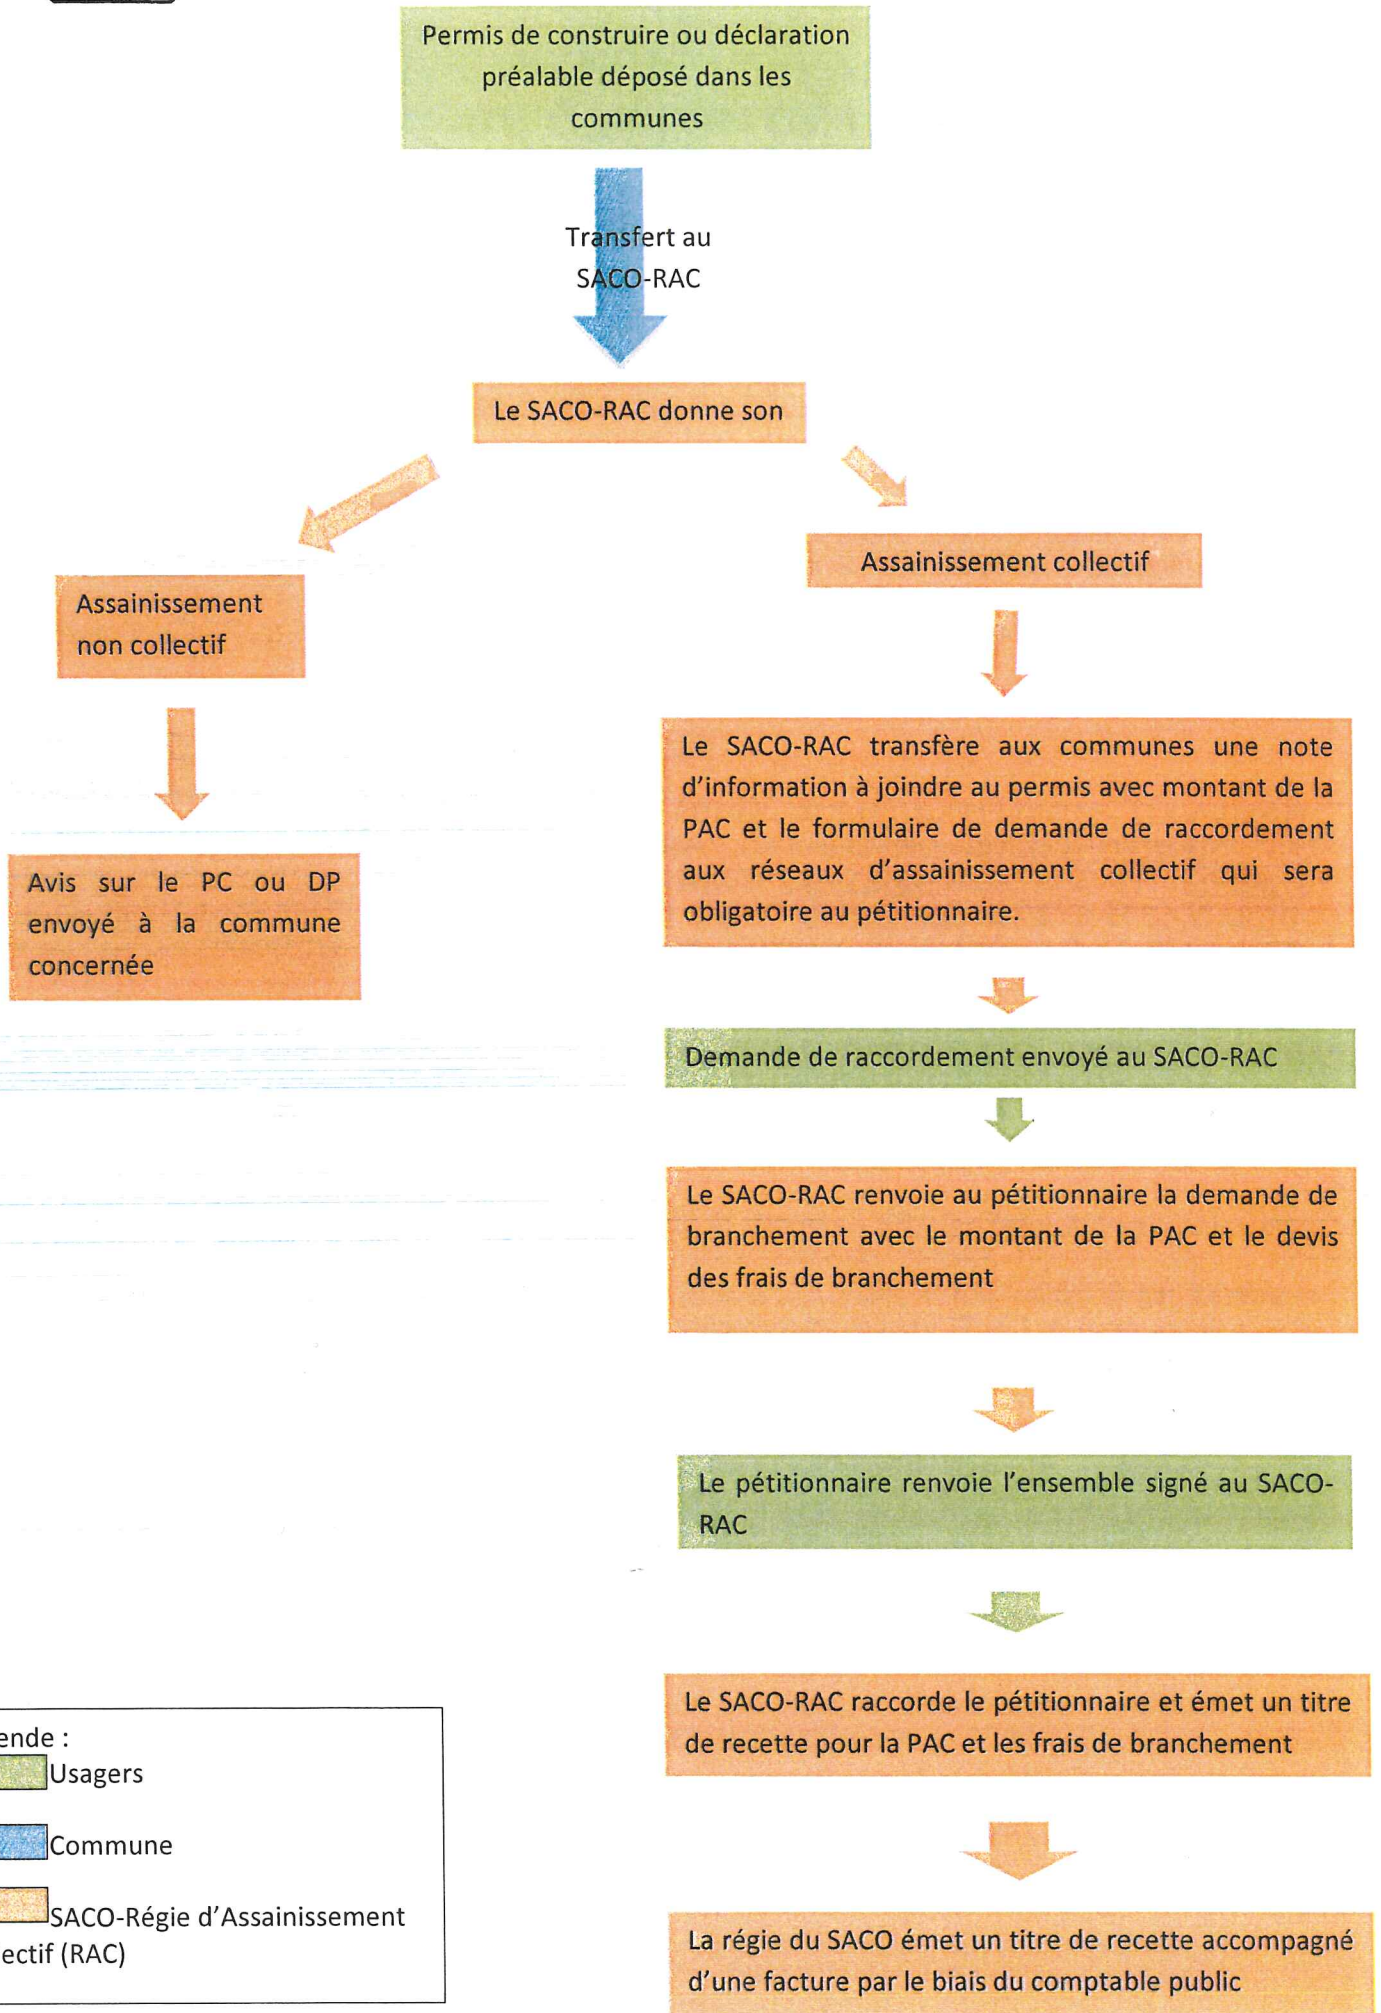 Permis de construire ou déclaration
préalable déposé dans les
communes
Transfert au
SACO-RAC
Le SACO-RAC donne son
Assainissement
non collectif
Avis sur le PC ou DP
envoyé à la commune
concernée
Assainissement collectif
Le SACO-RAC transfère aux communes une note
d'information à joindre au permis avec montant de la
PAC et le formulaire de demande de raccordement
aux réseaux d'assainissement collectif qui sera
obligatoire au pétitionnaire.
Demande de raccordement envoyé au SACO-RAC
Le SACO-RAC renvoie au pétitionnaire la demande de
branchement avec le montant de la PAC et le devis
des frais de branchement
Le pétitionnaire renvoie l'ensemble signé au SACO-
RAC
Le SACO-RAC raccorde le pétitionnaire et émet un titre
de recette pour la PAC et les frais de branchement
La régie du SACO émet un titre de recette accompagné
d'une facture par le biais du comptable public
ende :
Usagers
Commune
SACO-Régie d'Assainissement
ectif (RAC)